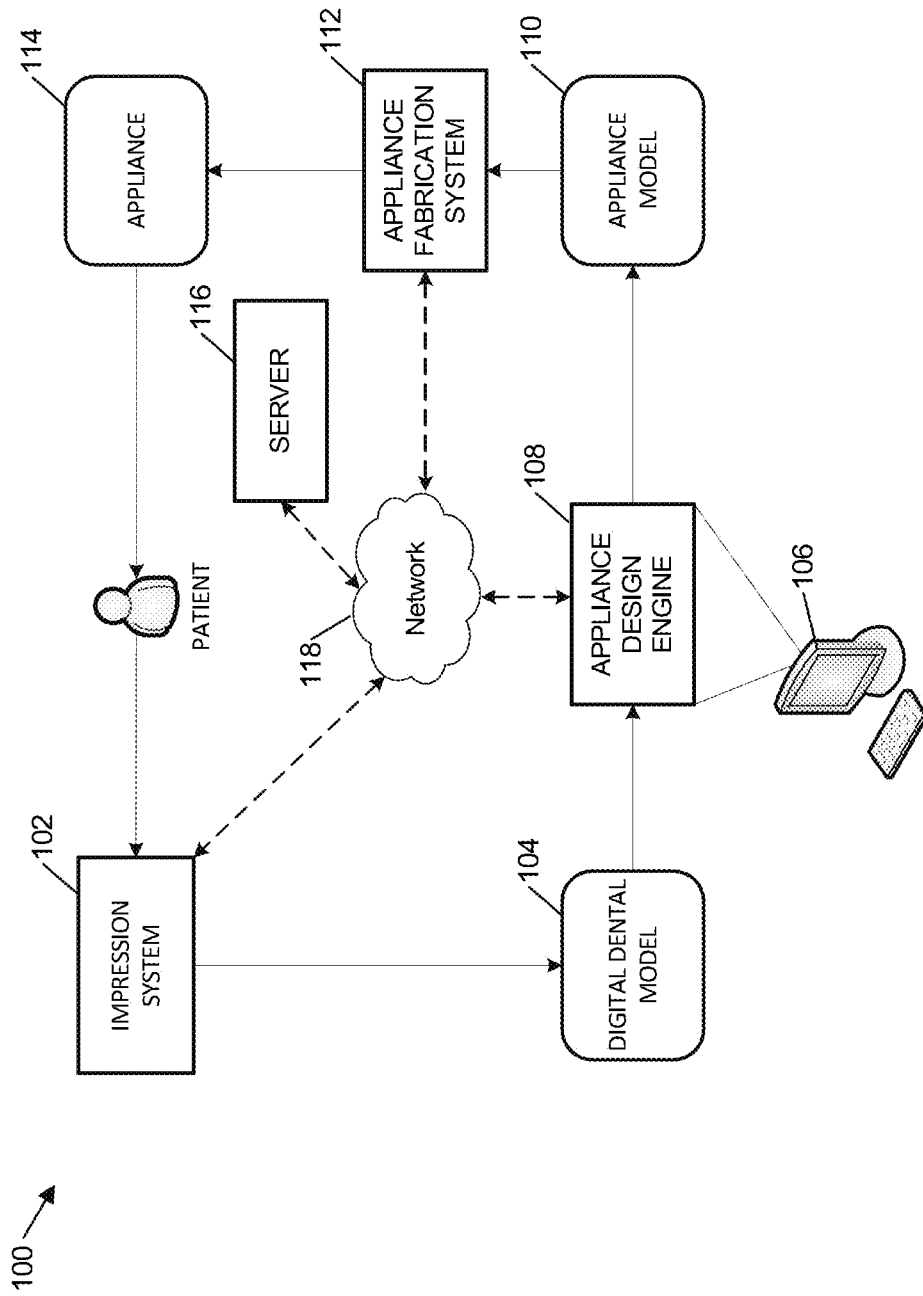 100
102
IMPRESSION
SYSTEM
PATIENT
114
APPLIANCE
116
SERVER
112
APPLIANCE
FABRICATION
SYSTEM
118
Network
104
DIGITAL DENTAL
MODEL
108
APPLIANCE
DESIGN
ENGINE
110
APPLIANCE
MODEL
106